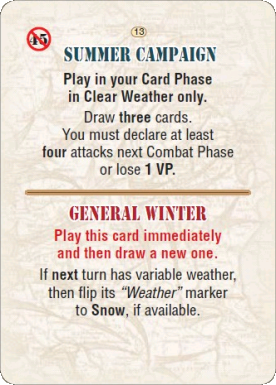 45
13
SUMMER CAMPAIGN
Play in your Card Phase
in Clear Weather only.
Draw three cards.
You must declare at least
four attacks next Combat Phase
or lose 1 VP.
GENERAL WINTER
Play this card immediately
and then draw a new one.
If next turn has variable weather,
then flip its “Weather” marker
to Snow, if available.